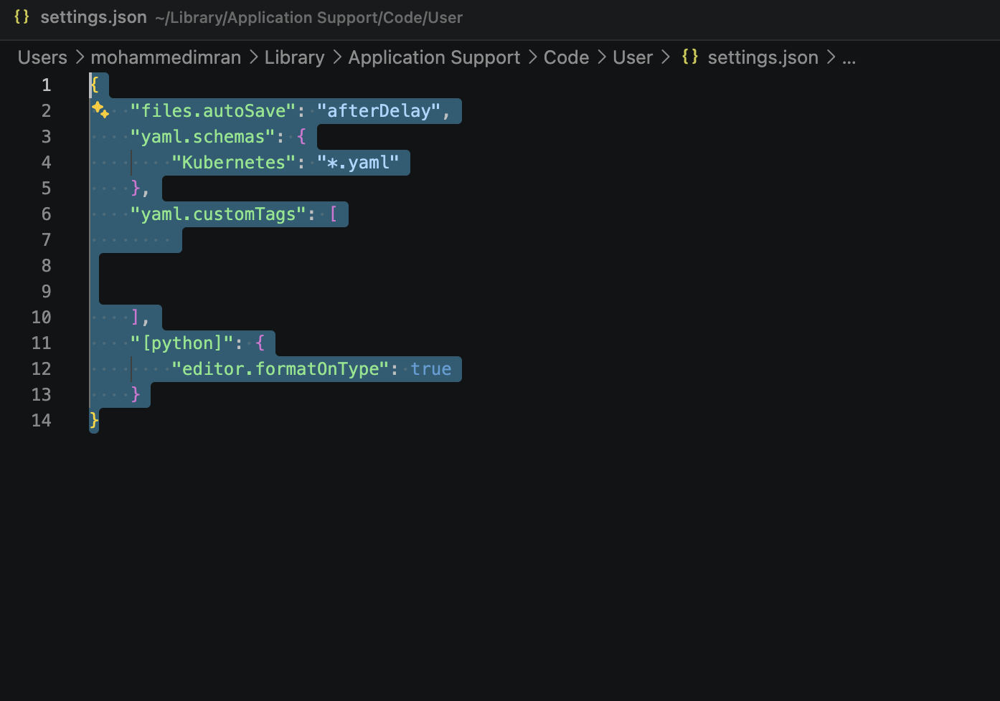 {} settings.json ~/Library/Application Support/Code/User
Users > mohammedimran > Library > Application Support > Code > User > {} settings.json > ...
1 {
2 "files.autoSave": "afterDelay",
3 "yaml.schemas": {
4 "Kubernetes": "*.yaml"
5 },
6 "yaml.customTags": [
7
8
9
10 ],
11 "[python]": {
12 "editor.formatOnType": true
13 }
14 }